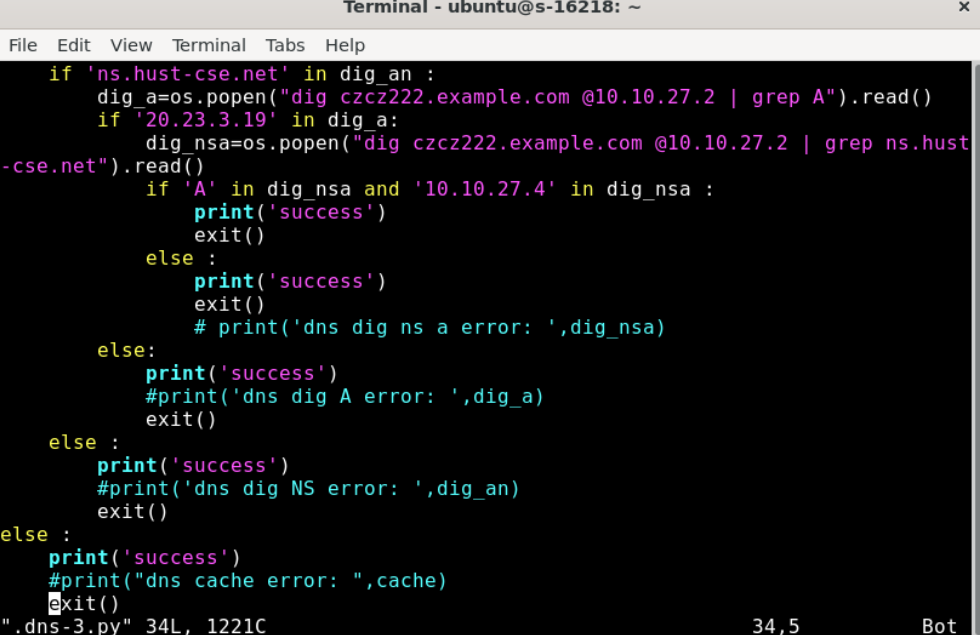 Terminal - ubuntu@s-16218: ~ ×
File Edit View Terminal Tabs Help
    if 'ns.hust-cse.net' in dig_an :
        dig_a=os.popen("dig czcz222.example.com @10.10.27.2 | grep A").read()
        if '20.23.3.19' in dig_a:
            dig_nsa=os.popen("dig czcz222.example.com @10.10.27.2 | grep ns.hust
-cse.net").read()
            if 'A' in dig_nsa and '10.10.27.4' in dig_nsa :
                print('success')
                exit()
            else :
                print('success')
                exit()
                # print('dns dig ns a error: ',dig_nsa)
        else:
            print('success')
            #print('dns dig A error: ',dig_a)
            exit()
    else :
        print('success')
        #print('dns dig NS error: ',dig_an)
        exit()
else :
    print('success')
    #print("dns cache error: ",cache)
    exit()
".dns-3.py" 34L, 1221C 34,5 Bot